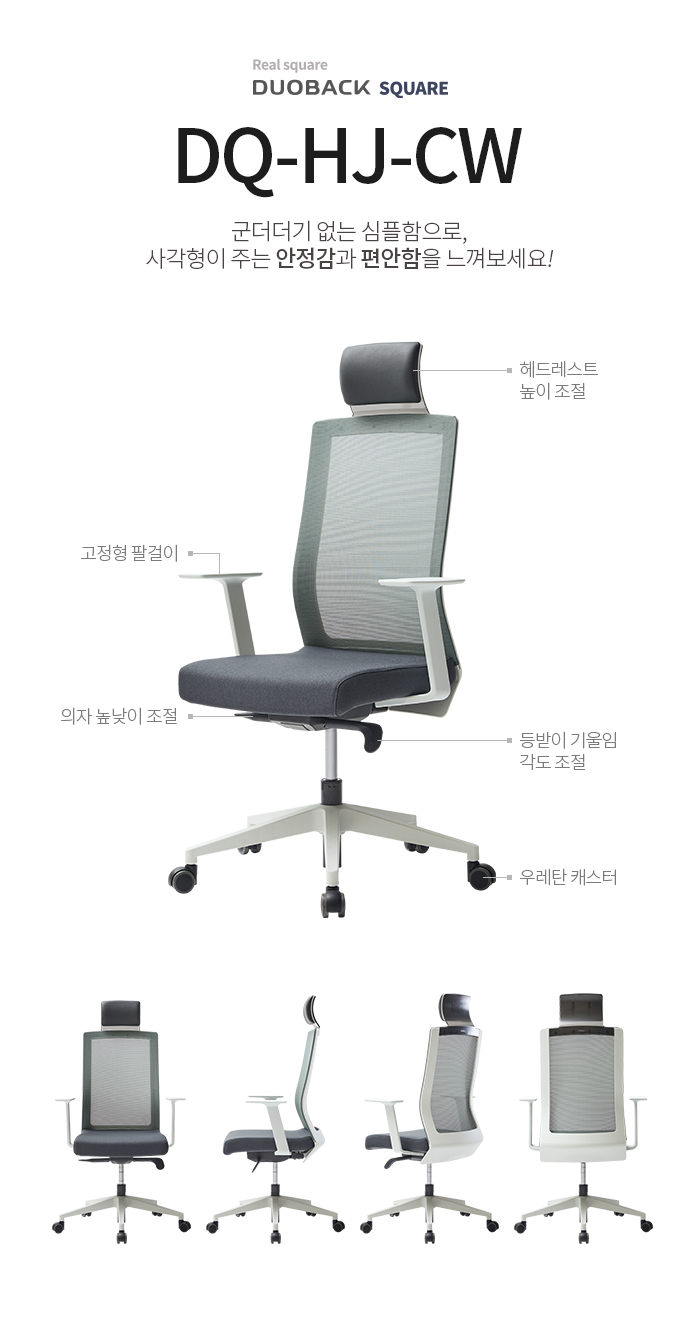 Real square
DUOBACK SQUARE
DQ-HJ-CW
군더더기 없는 심플함으로,
사각형이 주는 안정감과 편안함을 느껴보세요!
헤드레스트
높이 조절
고정형 팔걸이
의자 높낮이 조절
등받이 기울임
각도 조절
우레탄 캐스터